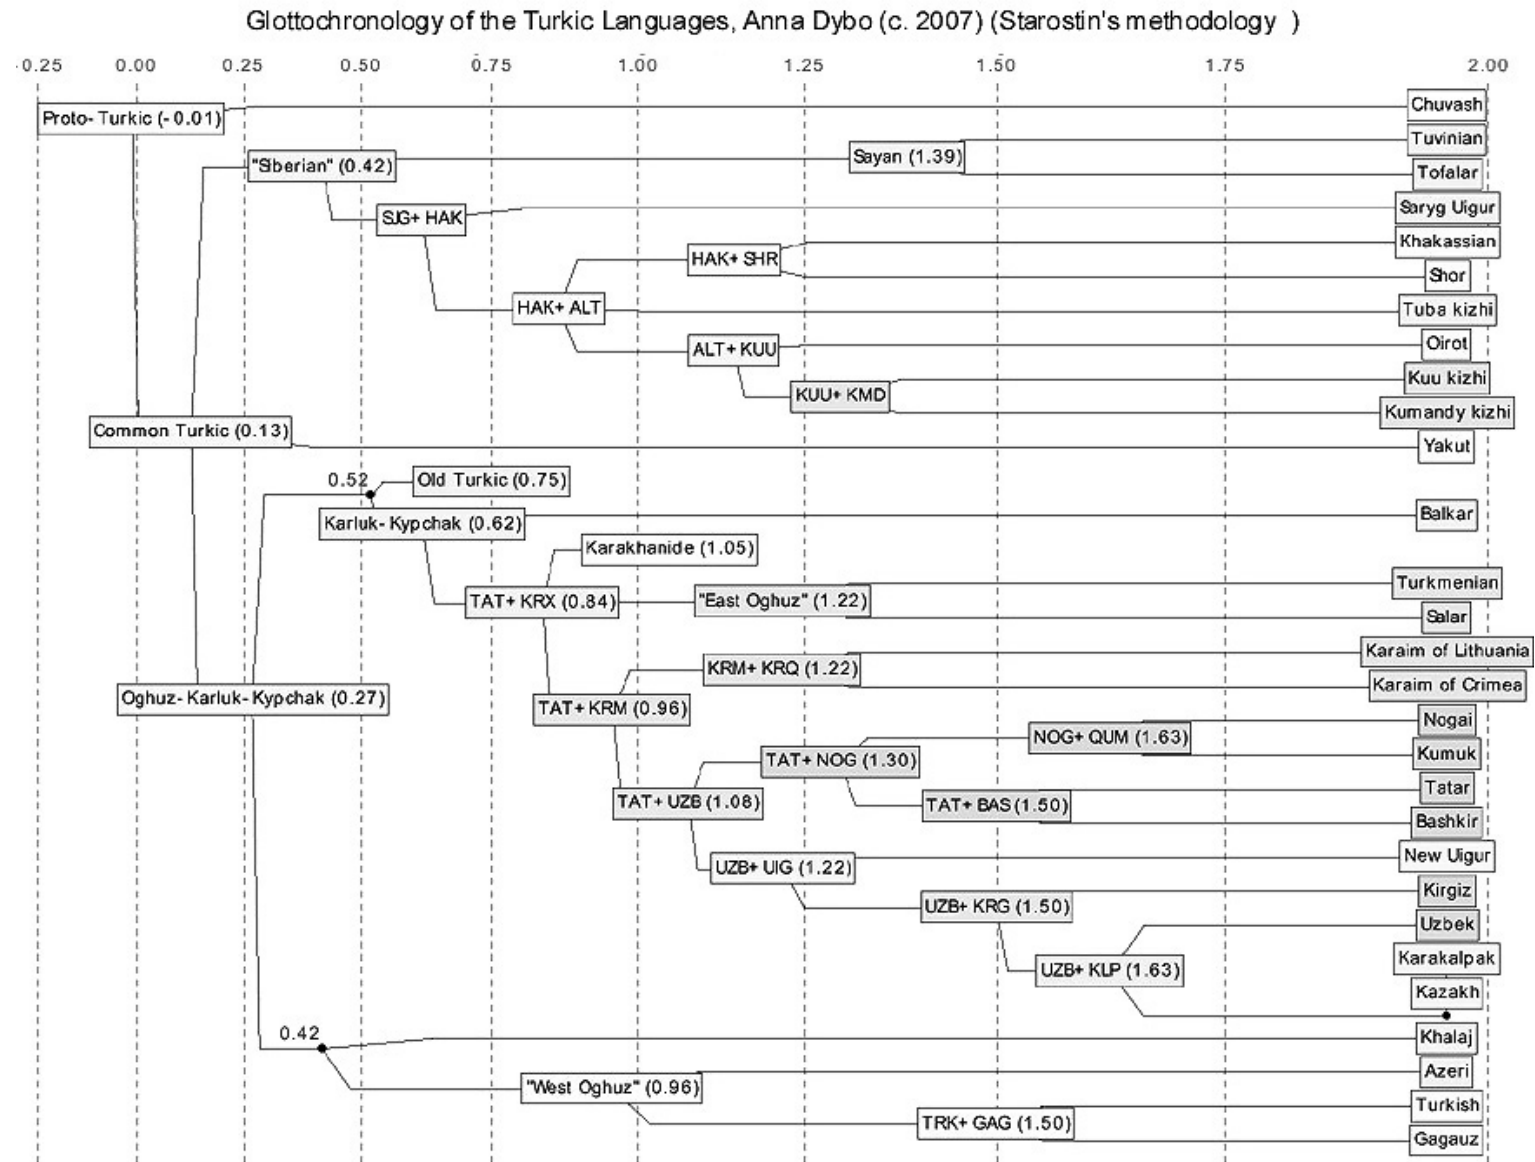 Glottochronology of the Turkic Languages, Anna Dybo (c. 2007) (Starostin's methodology )
-0.25 0.00 0.25 0.50 0.75 1.00 1.25 1.50 1.75 2.00
Proto- Turkic (- 0.01)
Chuvash
Tuvinian
"Siberian" (0.42)
Sayan (1.39)
Tofalar
SJG+ HAK
Saryg Uigur
Khakassian
HAK+ SHR
Shor
HAK+ ALT
Tuba kizhi
ALT+ KUU
Oirot
Kuu kizhi
KUU+ KMD
Kumandy kizhi
Common Turkic (0.13)
Yakut
0.52
Old Turkic (0.75)
Karluk- Kypchak (0.62)
Balkar
Karakhanide (1.05)
Turkmenian
TAT+ KRX (0.84)
"East Oghuz" (1.22)
Salar
Karaim of Lithuania
KRM+ KRQ (1.22)
Karaim of Crimea
Oghuz- Karluk- Kypchak (0.27)
TAT+ KRM (0.96)
Nogai
NOG+ QUM (1.63)
Kumuk
TAT+ NOG (1.30)
Tatar
TAT+ UZB (1.08)
TAT+ BAS (1.50)
Bashkir
New Uigur
UZB+ UIG (1.22)
Kirgiz
UZB+ KRG (1.50)
Uzbek
Karakalpak
UZB+ KLP (1.63)
Kazakh
0.42
Khalaj
Azeri
"West Oghuz" (0.96)
Turkish
TRK+ GAG (1.50)
Gagauz